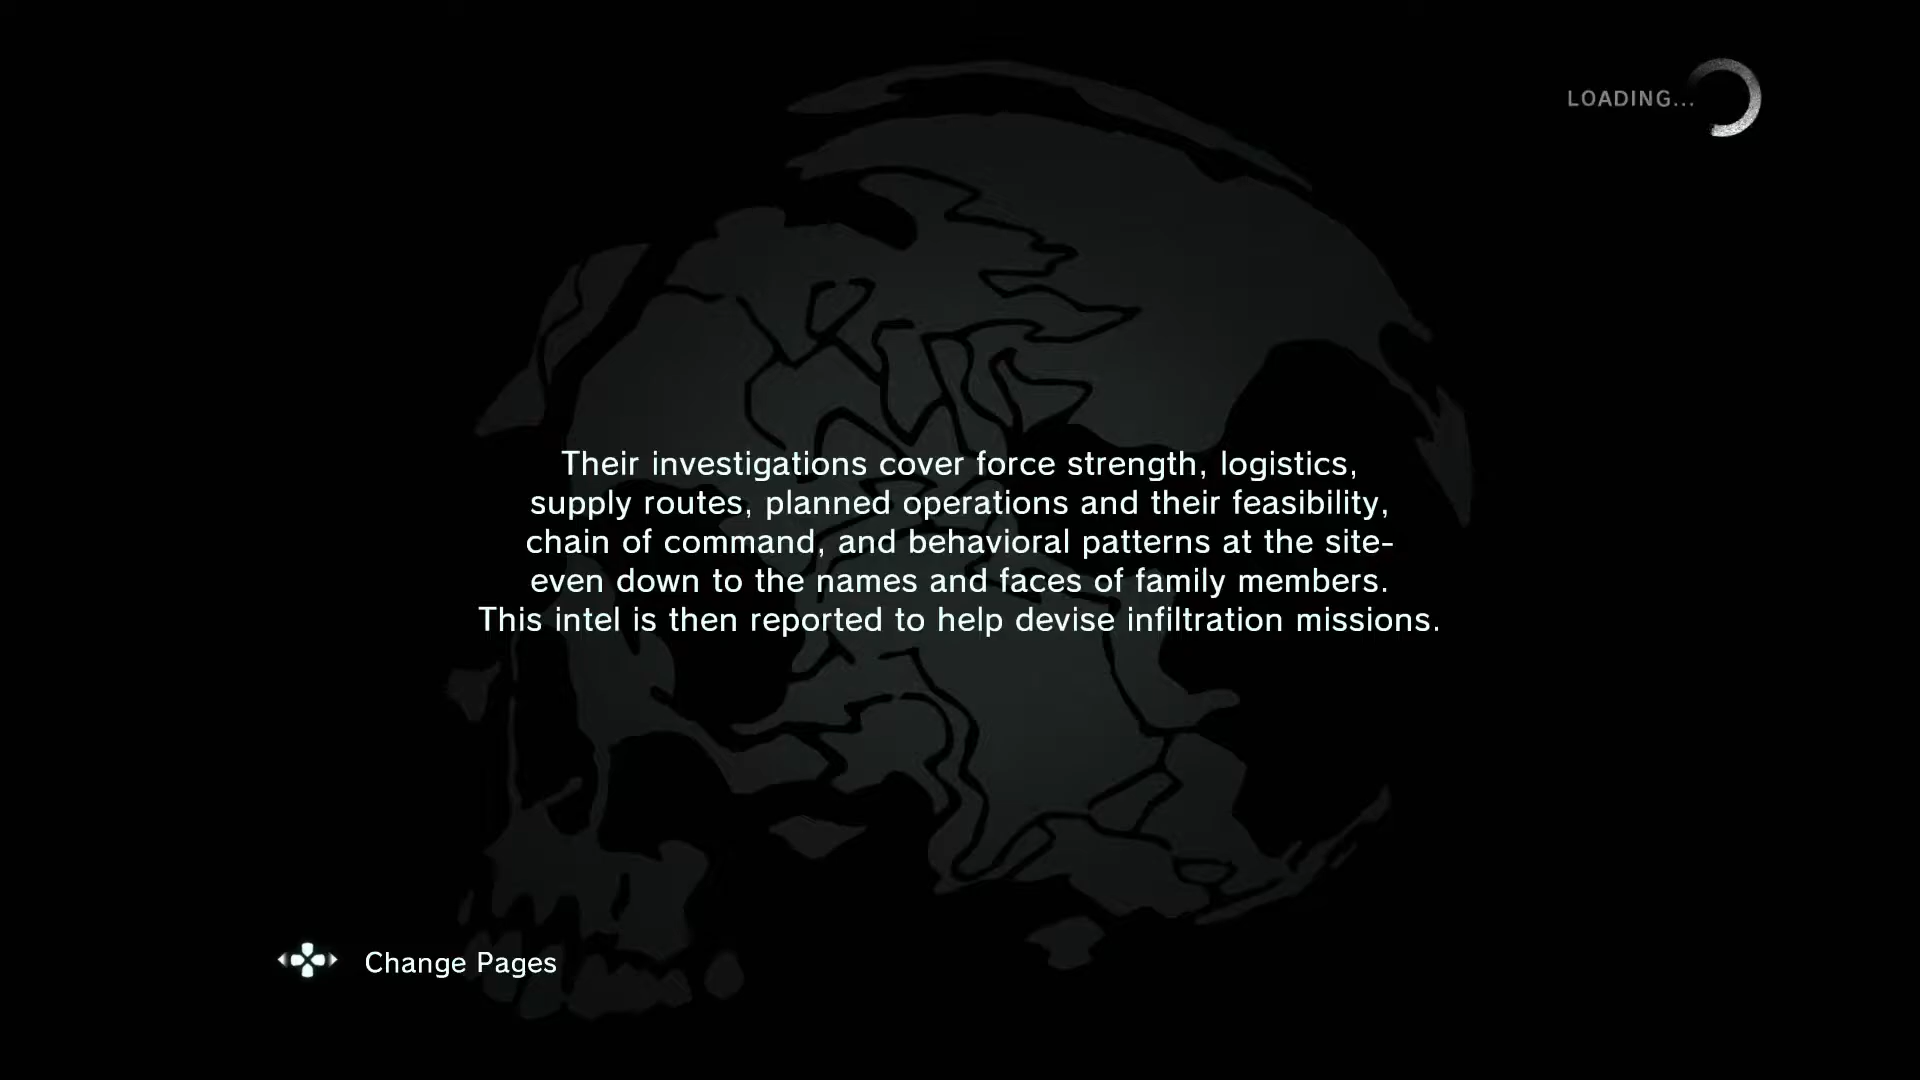 LOADING...
Their investigations cover force strength, logistics,
supply routes, planned operations and their feasibility,
chain of command, and behavioral patterns at the site-
even down to the names and faces of family members.
This intel is then reported to help devise infiltration missions.
Change Pages